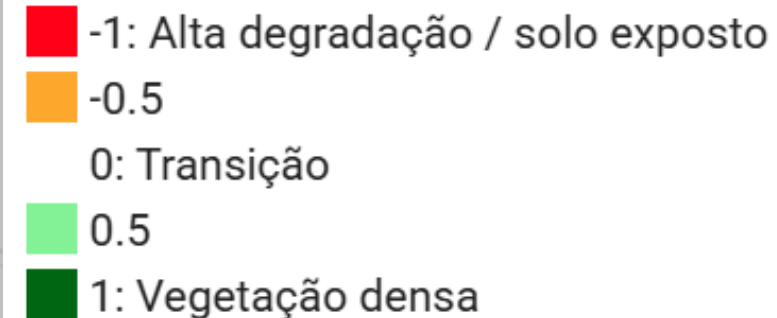 -1: Alta degradação / solo exposto
-0.5
0: Transição
0.5
1: Vegetação densa